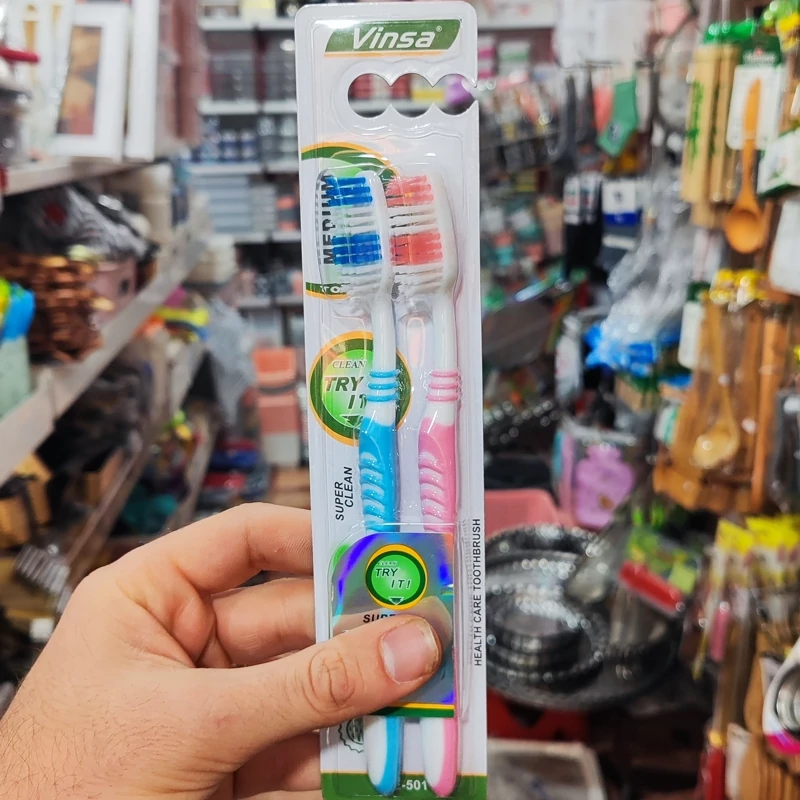 Vinsa®
MEDIUM
CLEAN
TRY
IT
SUPER
CLEAN
TRY
IT!
HEALTH CARE TOOTHBRUSH
-501